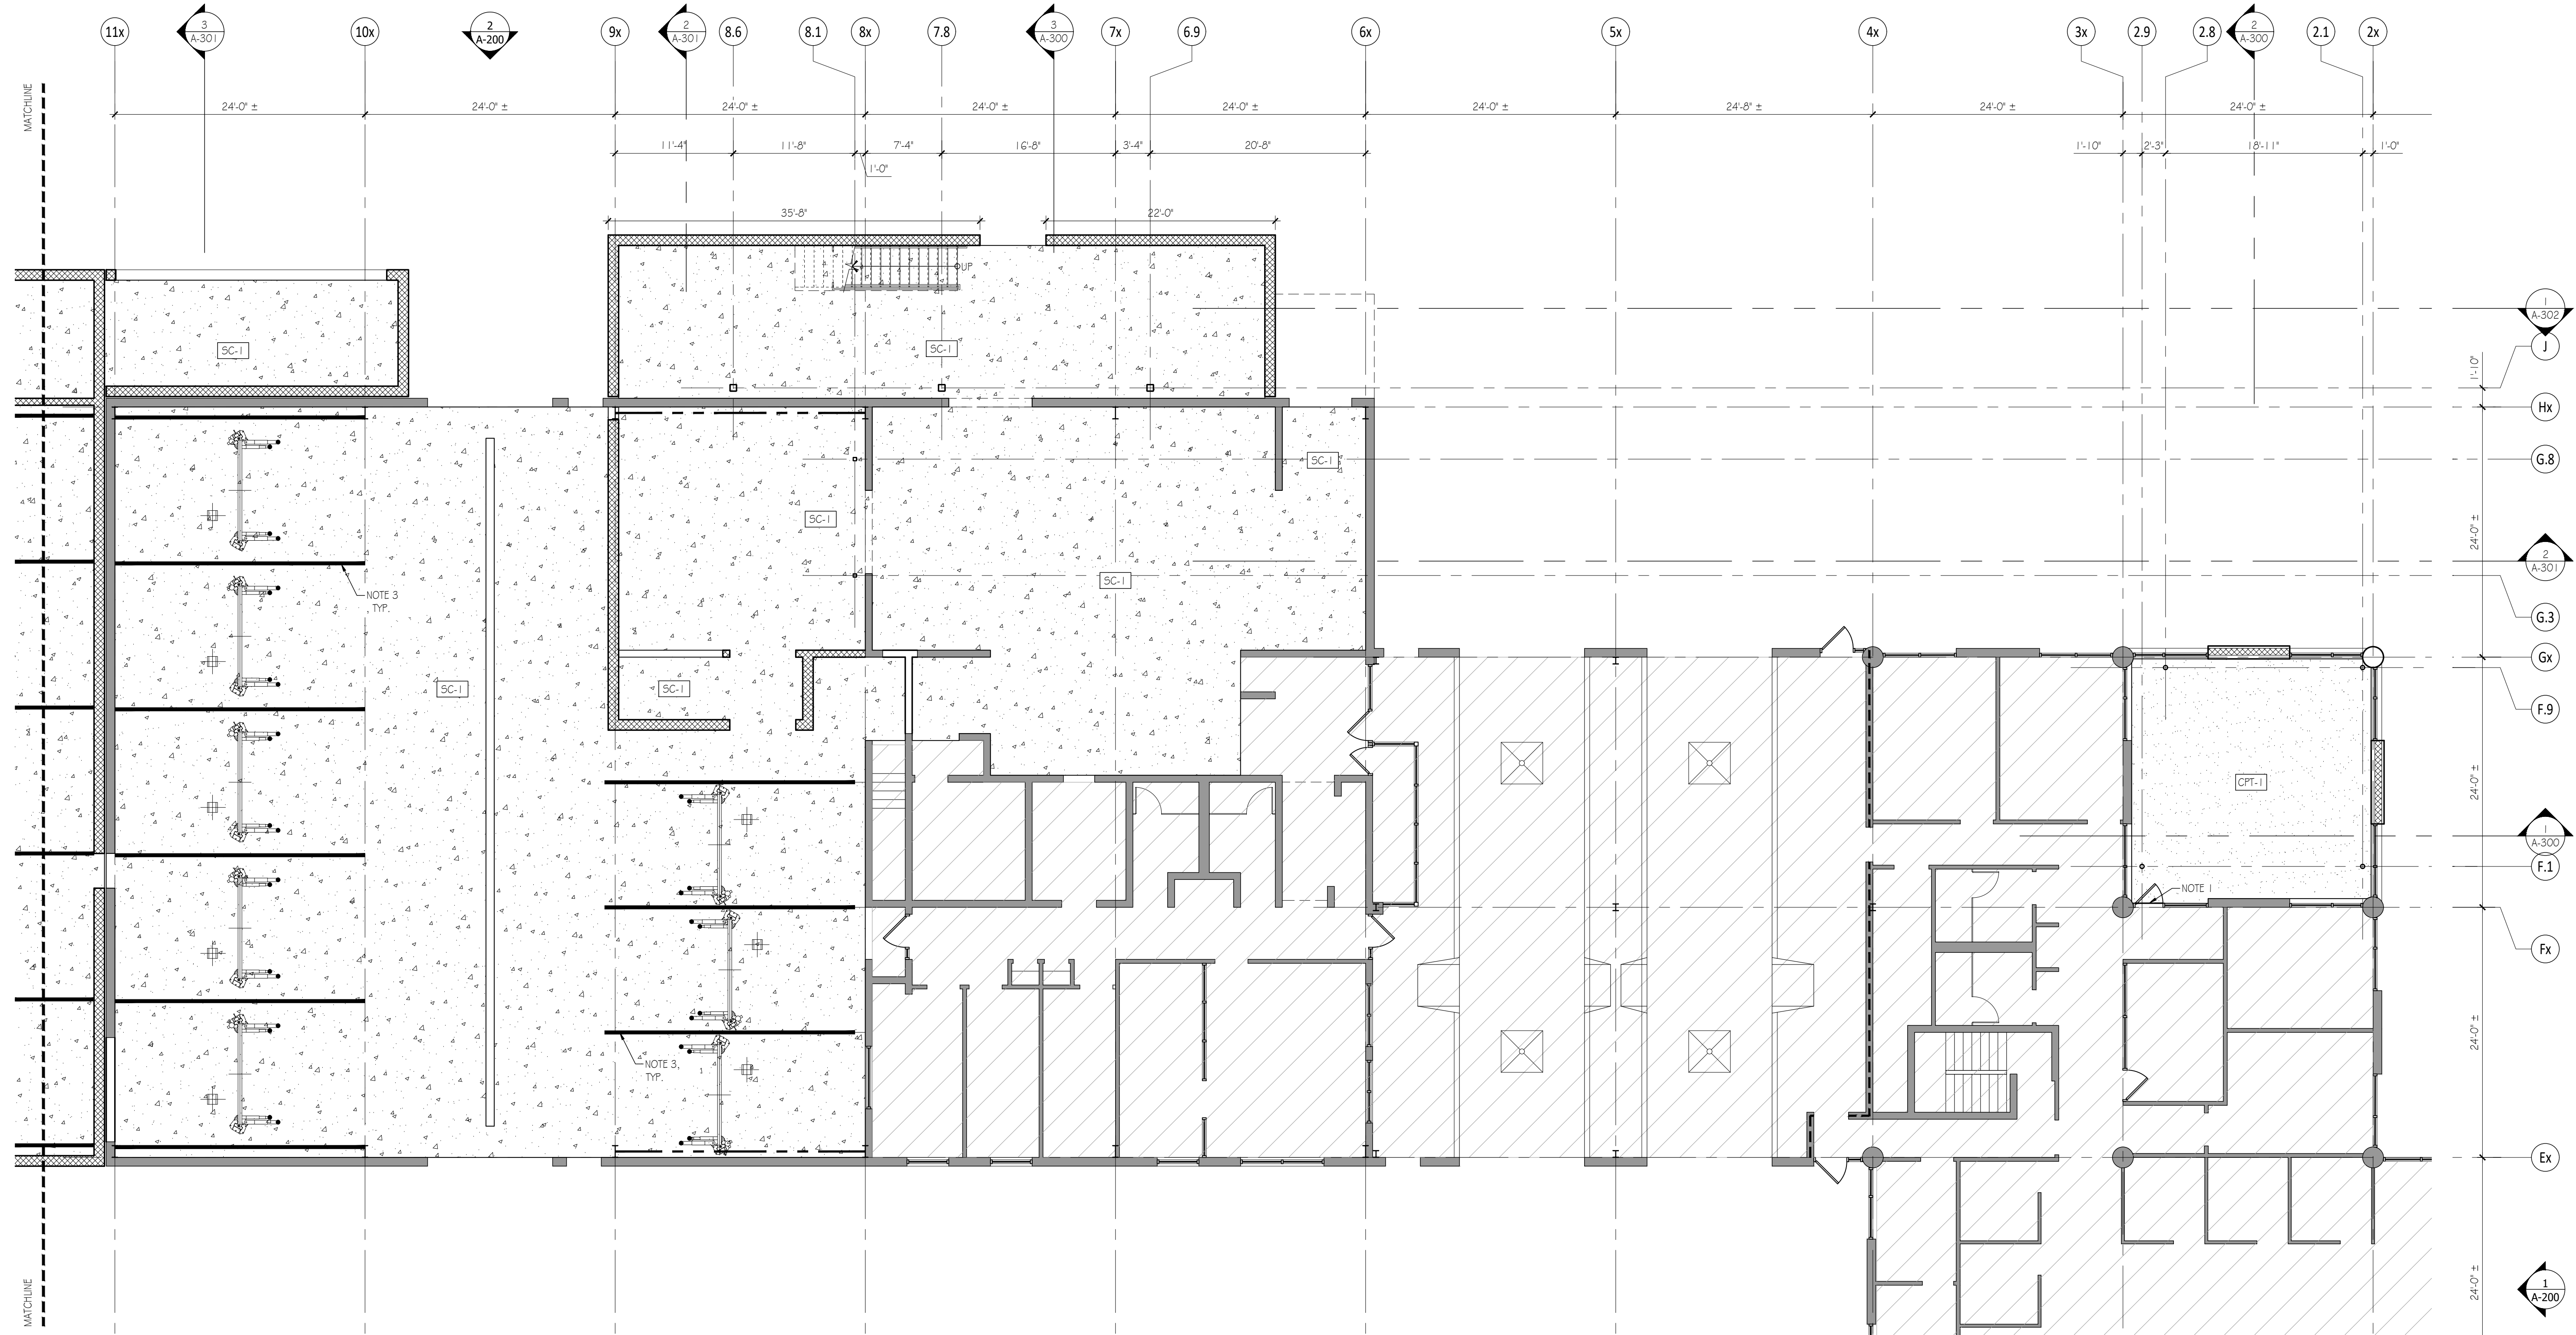 11x
3
A-301
10x
2
A-200
9x
2
A-301
8.6
8.1
8x
7.8
3
A-300
7x
6.9
6x
5x
4x
3x
2.9
2.8
2
A-300
2.1
2x
MATCHLINE
24'-0" ±
24'-0" ±
24'-0" ±
24'-0" ±
24'-0" ±
24'-0" ±
24'-8" ±
24'-0" ±
24'-0" ±
11'-4"
11'-8"
7'-4"
16'-8"
3'-4"
20'-8"
1'-10"
2'-3"
18'-11"
1'-0"
1'-0"
35'-8"
22'-0"
UP
1
A-302
J
SC-1
SC-1
1'-10"
Hx
SC-1
G.8
SC-1
24'-0" ±
2
A-301
SC-1
NOTE 3
TYP.
G.3
Gx
SC-1
SC-1
F.9
CPT-1
24'-0" ±
1
A-300
F.1
NOTE 1
Fx
24'-0" ±
NOTE 3,
TYP.
Ex
24'-0" ±
1
A-200
MATCHLINE